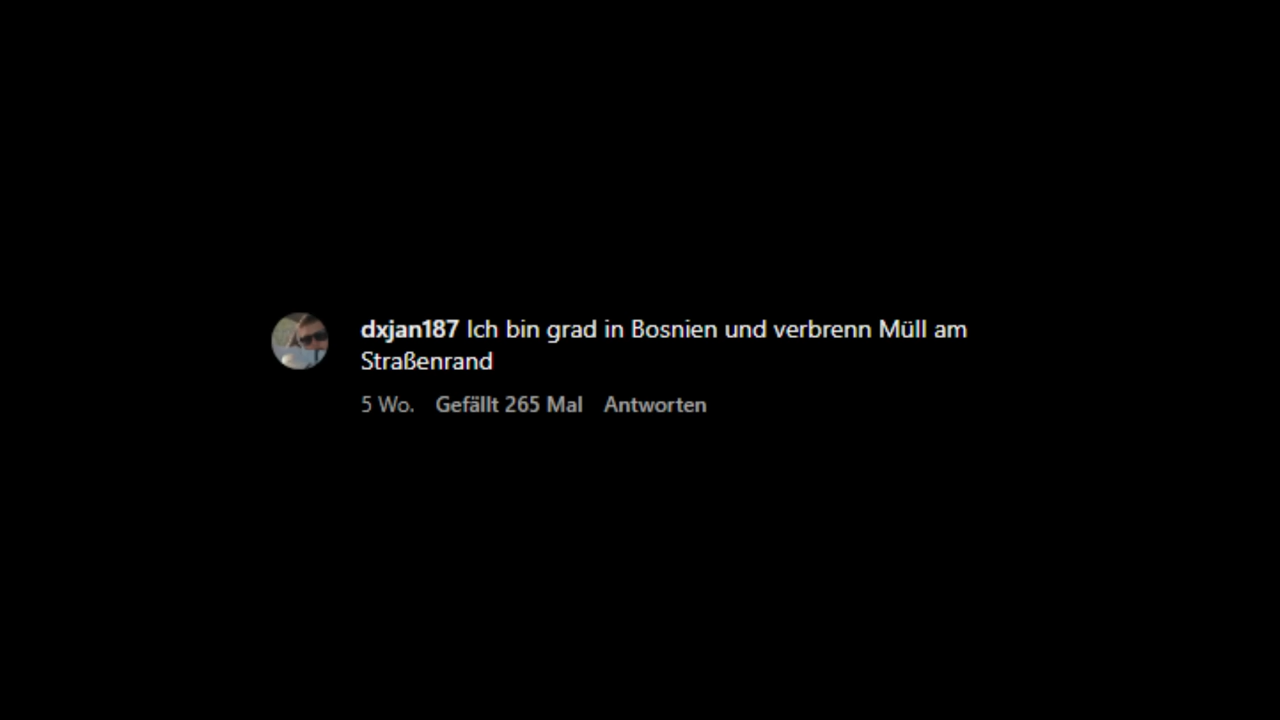 dxjan187 Ich bin grad in Bosnien und verbrenn Müll am
Straßenrand
5 Wo. Gefällt 265 Mal Antworten